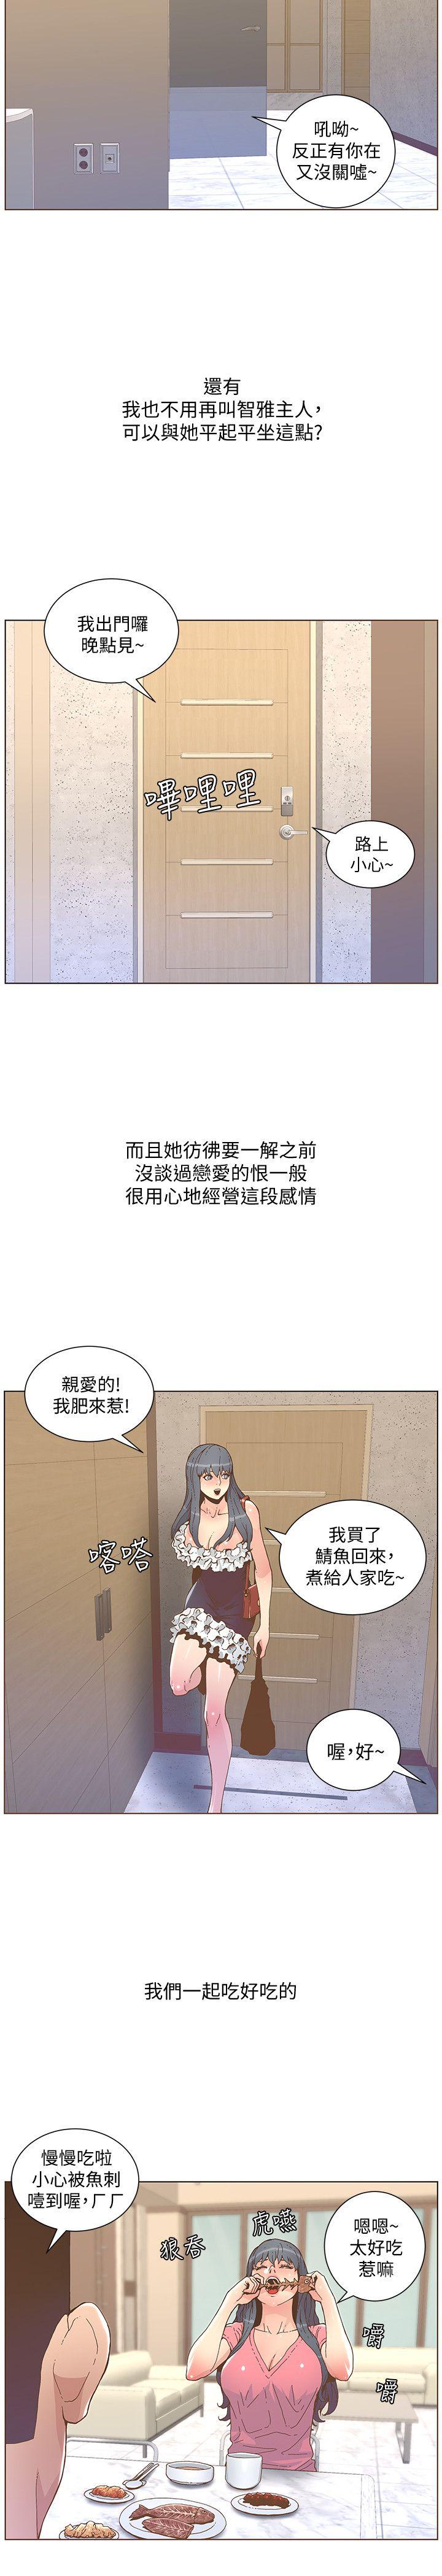 吼呦~
反正有你在
又沒關噓~
還有
我也不用再叫智雅主人,
可以與她平起平坐這點?
我出門囉
晚點見~
嗶哩哩
路上
小心~
而且她彷彿要一解之前
沒談過戀愛的恨一般
很用心地經營這段感情
親愛的!
我肥來惹!
喀嗒
我買了
鯖魚回來,
煮給人家吃~
喔,好~
我們一起吃好吃的
慢慢吃啦
小心被魚刺
噎到喔,厂厂
狼吞
虎嚥
嗯嗯~
太好吃
惹嘛
嚼
嚼